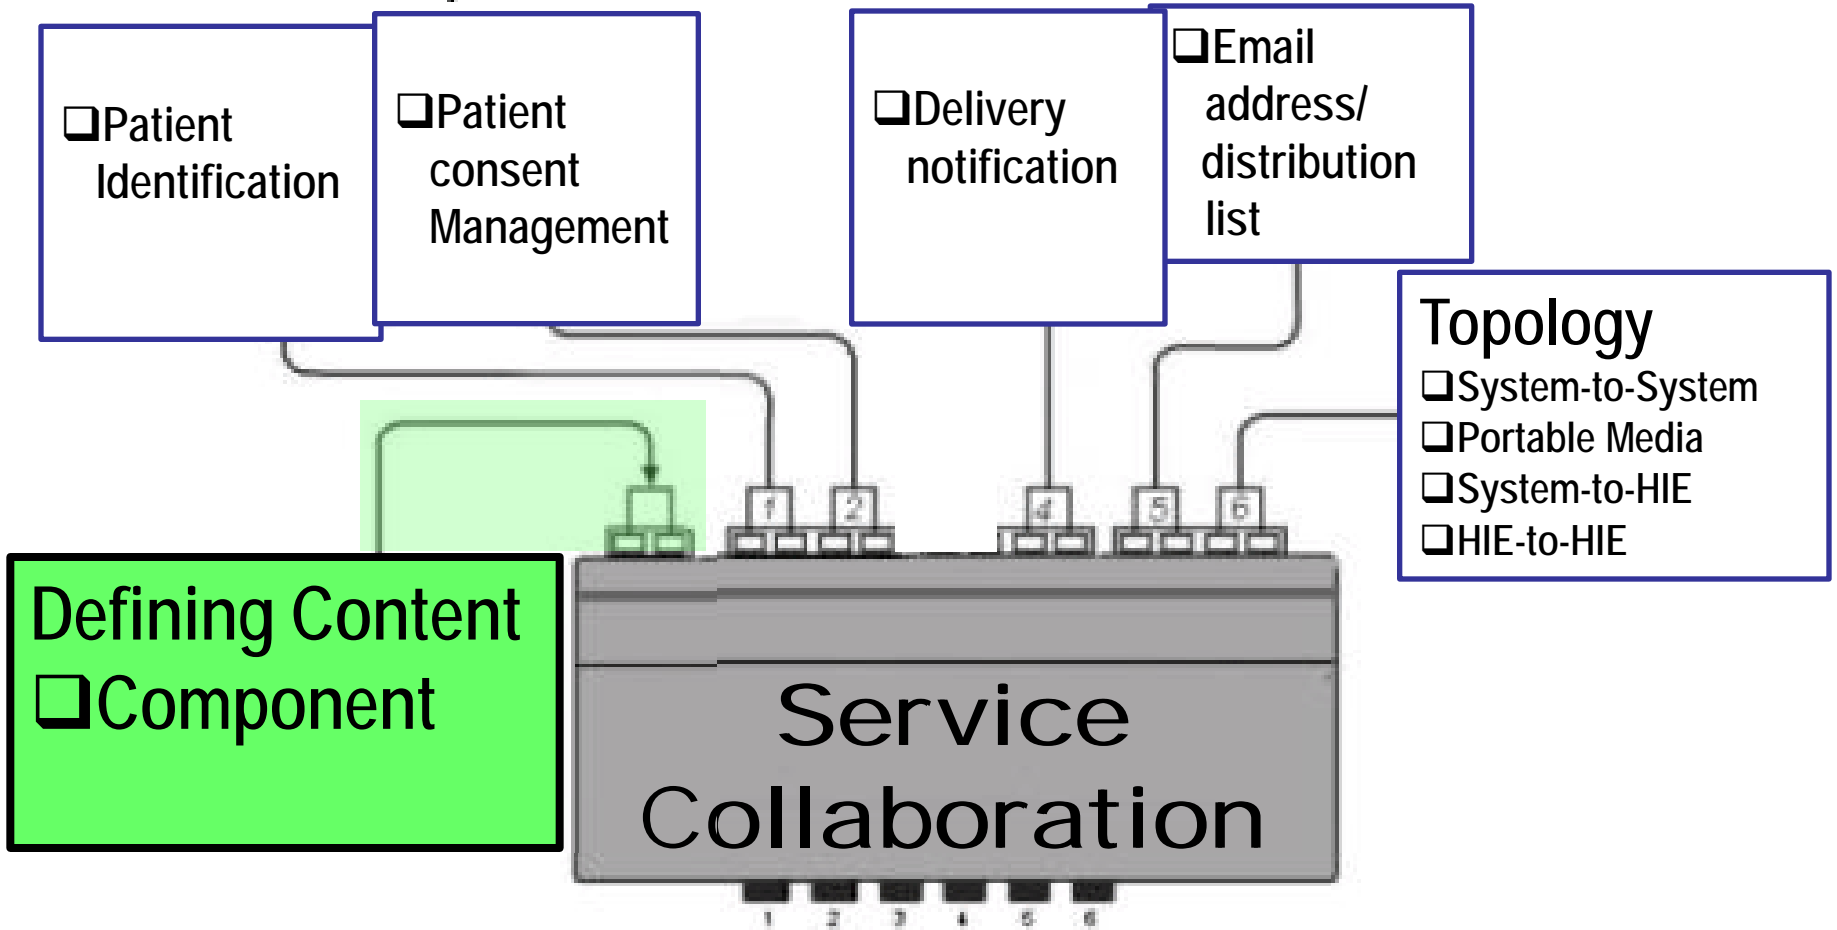 ❑Patient
Identification
❑Patient
consent
Management
❑Delivery
notification
❑Email
address/
distribution
list
Topology
❑System-to-System
❑Portable Media
❑System-to-HIE
❑HIE-to-HIE
1 2 4 5 6
Defining Content
❑Component
Service
Collaboration
1 2 3 4 5 6